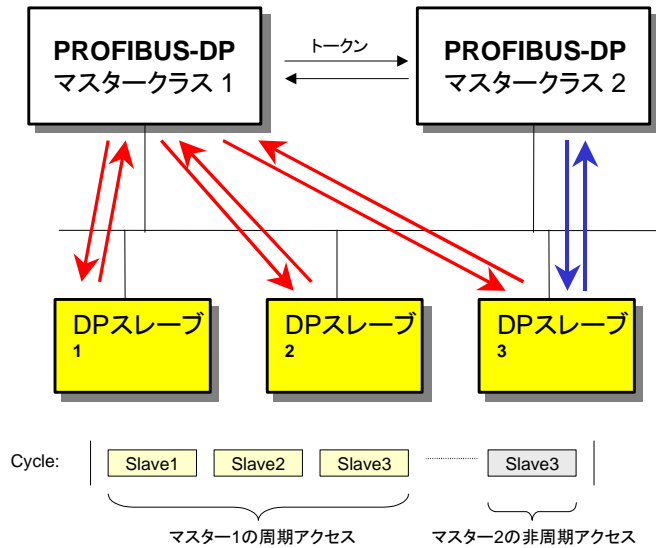 PROFIBUS-DP
マスタークラス 1
トークン
PROFIBUS-DP
マスタークラス 2
DPスレーブ
1
DPスレーブ
2
DPスレーブ
3
Cycle:
Slave1
Slave2
Slave3
Slave3
マスター1の周期アクセス
マスター2の非周期アクセス